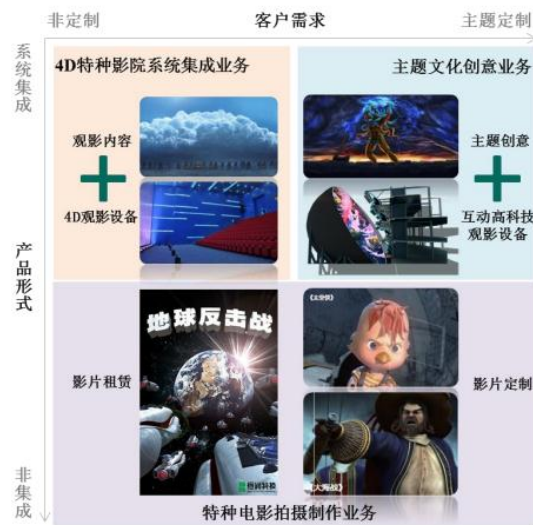 非定制 客户需求 主题定制
系统集成
4D特种影院系统集成业务
主题文化创意业务
观影内容
4D观影设备
主题创意
互动高科技
观影设备
产品形式
地球反击战
影片租赁
影片定制
《大海战》
非集成
特种电影拍摄制作业务